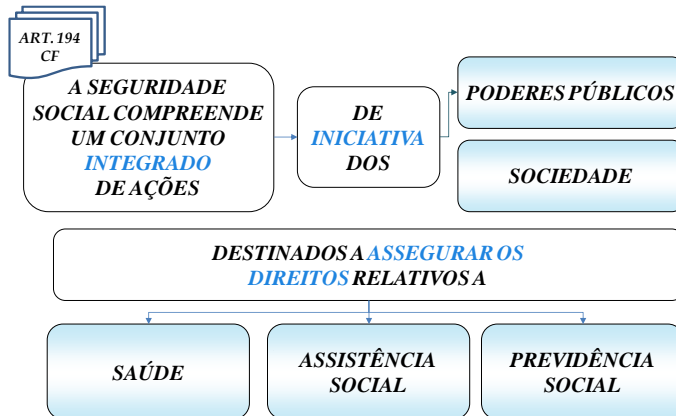 ART. 194
CF
A SEGURIDADE
SOCIAL COMPREENDE
UM CONJUNTO
INTEGRADO
DE AÇÕES
DE
INICIATIVA
DOS
PODERES PÚBLICOS
SOCIEDADE
DESTINADOS A ASSEGURAR OS
DIREITOS RELATIVOS A
SAÚDE
ASSISTÊNCIA
SOCIAL
PREVIDÊNCIA
SOCIAL